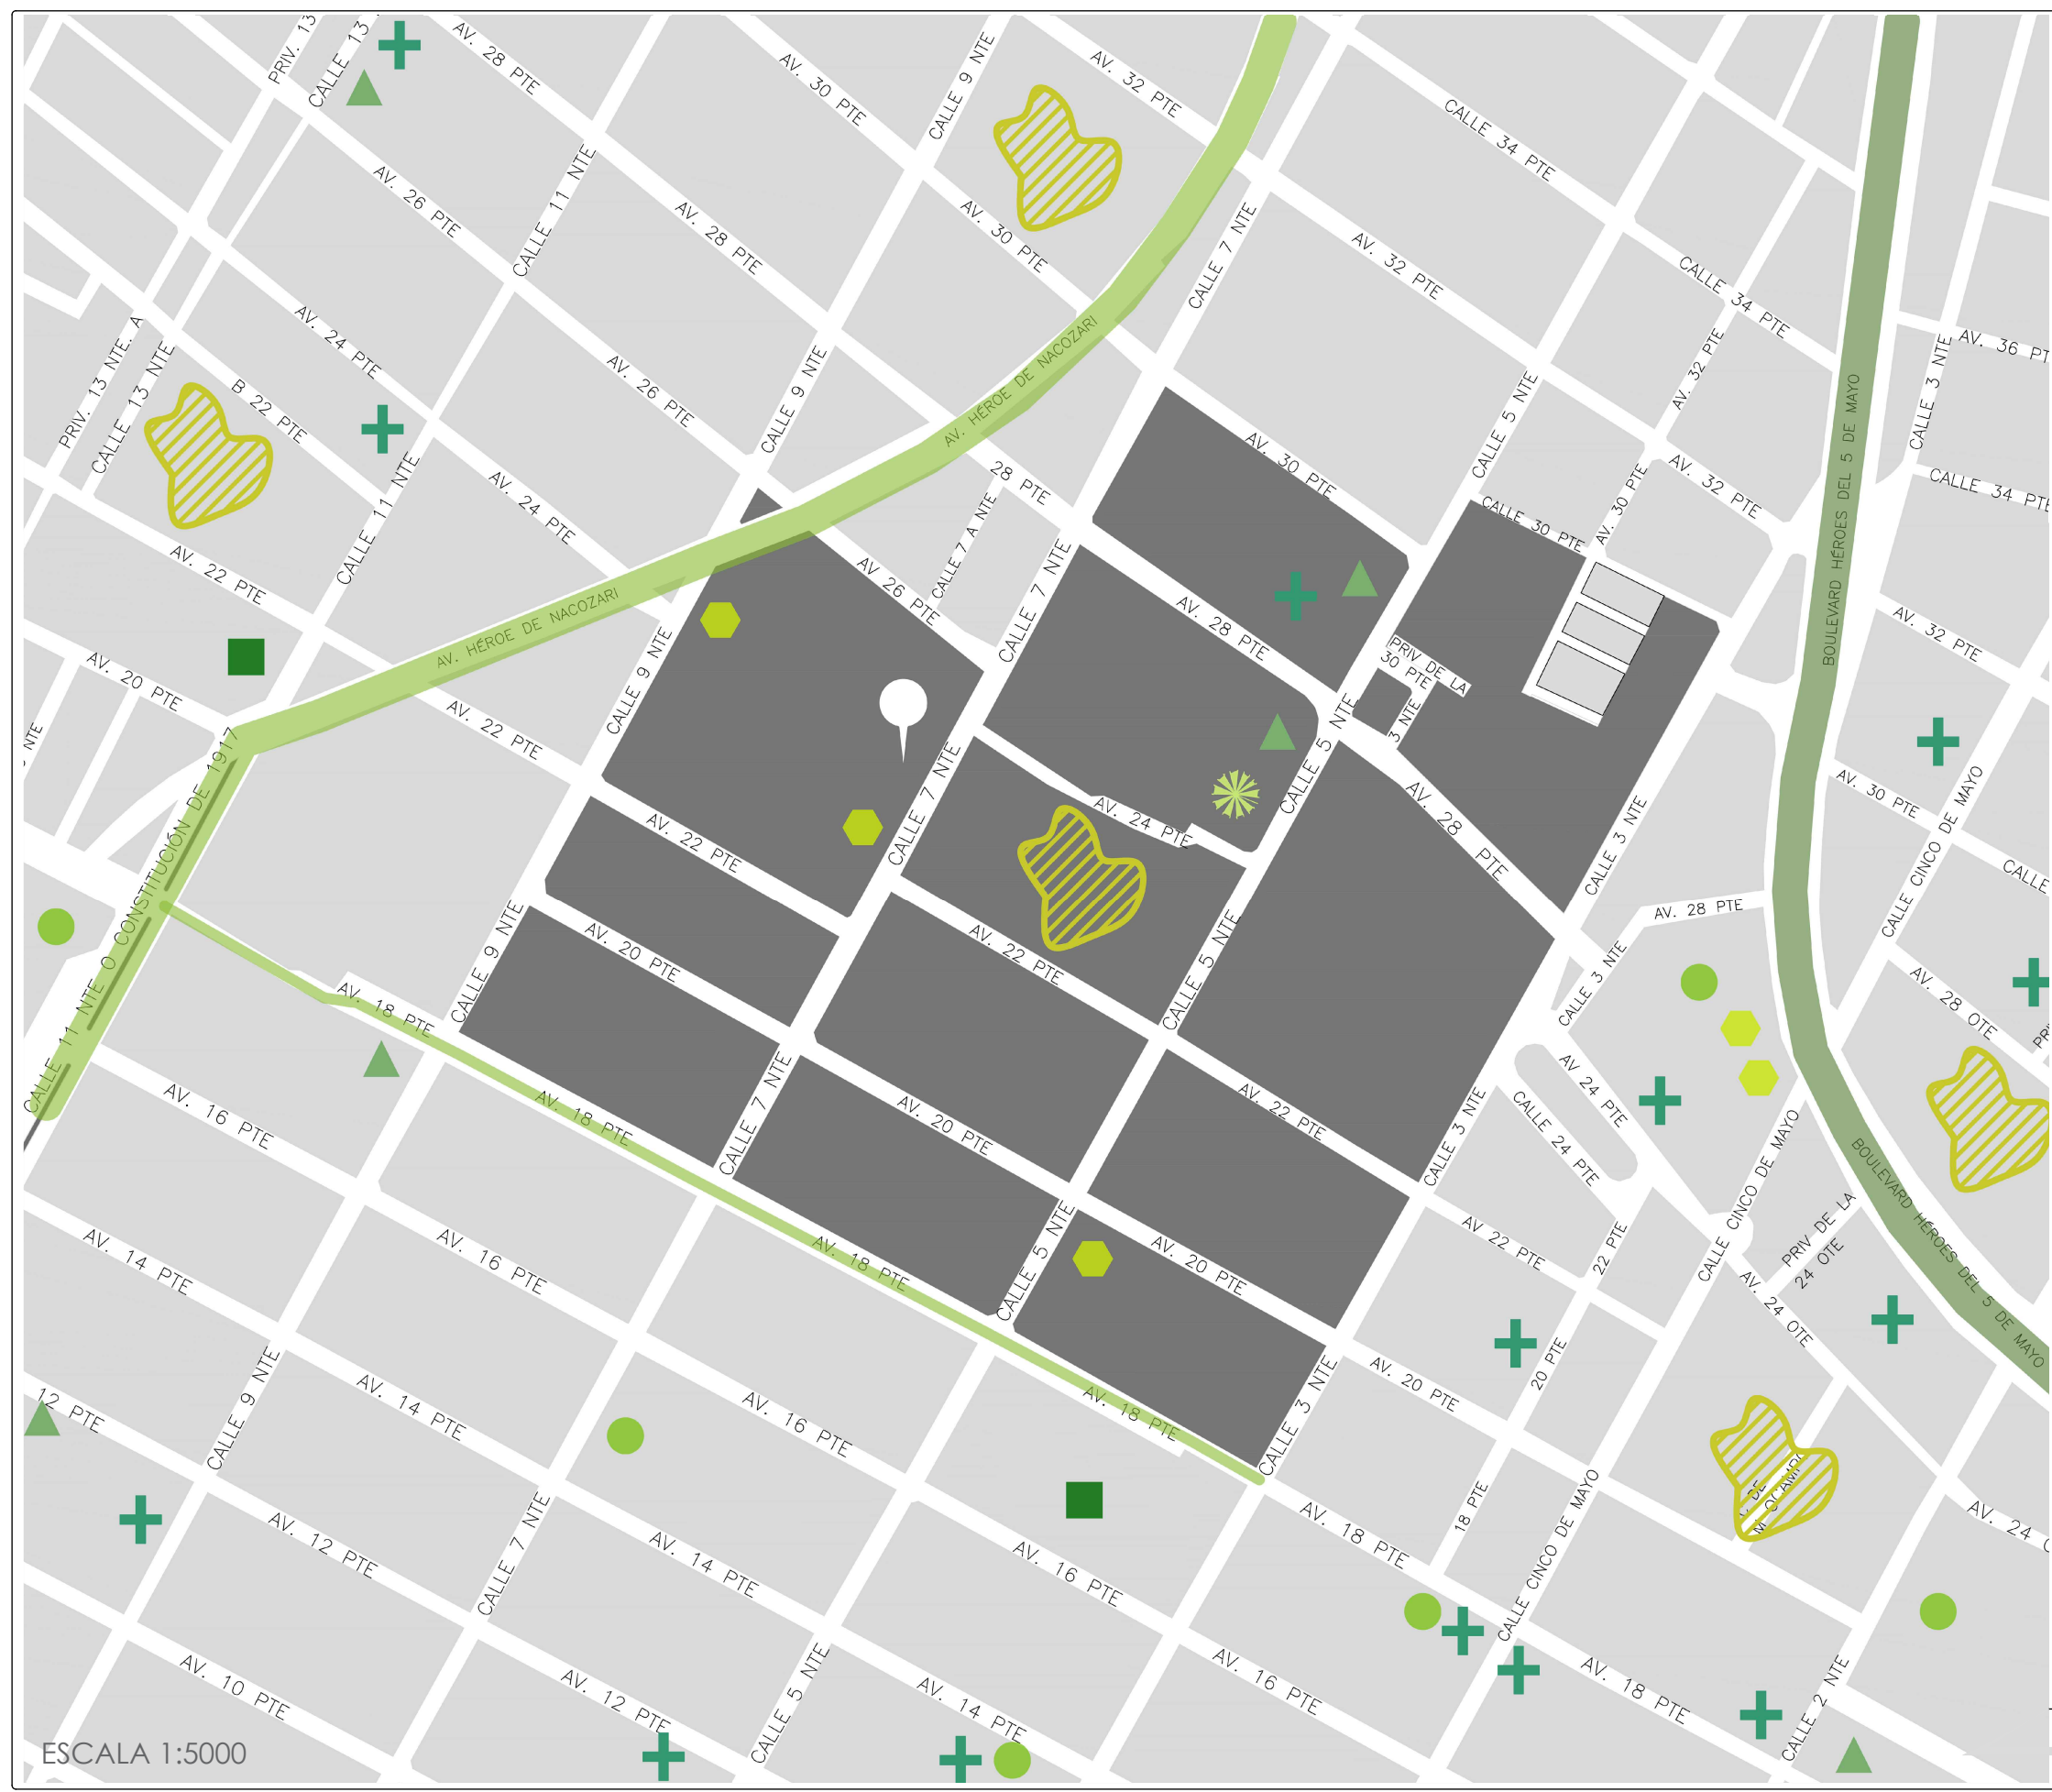 PRIV. 13
CALLE 13
AV. 28 PTE
AV. 30 PTE
CALLE 9 NTE
AV. 32 PTE
CALLE 34 PTE
CALLE 11 NTE
AV. 26 PTE
AV. 28 PTE
AV. 30 PTE
CALLE 7 NTE
AV. 32 PTE
CALLE 34 PTE
AV. 36 PT
CALLE 3 NTE
PRIV. 13 NTE. A
CALLE 13 NTE
AV. 24 PTE
B 22 PTE
AV. 26 PTE
CALLE 9 NTE
AV. HÉROE DE NACOZARI
AV. 32 PTE
CALLE 5 NTE
BOULEVARD HÉROES DEL 5 DE MAYO
AV. 30 PTE
28 PTE
AV. 32 PTE
CALLE 34 PTE
CALLE 11 NTE
AV. 24 PTE
CALLE 7 A NTE
CALLE 7 NTE
CALLE 30 PTE
AV. 30 PTE
AV. 22 PTE
AV. HÉROE DE NACOZARI
AV 26 PTE
AV. 28 PTE
PRIV DE LA
30 PTE
3 NTE
AV. 32 PTE
AV. 20 PTE
NTE
AV. 22 PTE
CALLE 9 NTE
CALLE 7 NTE
CALLE 5 NTE
AV. 24 PTE
AV. 28 PTE
CALLE 3 NTE
AV. 30 PTE
CALLE CINCO DE MAYO
CALLE
CALLE 11 NTE O CONSTITUCIÓN DE 1917
AV. 22 PTE
AV. 28 PTE
AV. 20 PTE
CALLE 9 NTE
AV. 22 PTE
CALLE 5 NTE
CALLE 3 NTE
AV. 28 OTE
PRI
AV. 18 PTE
AV. 16 PTE
AV. 18 PTE
CALLE 7 NTE
AV. 20 PTE
AV. 22 PTE
CALLE 3 NTE
AV 24 PTE
CALLE 24 PTE
CALLE CINCO DE MAYO
BOULEVARD HÉROES DEL 5 DE MAYO
PRIV DE LA
24 OTE
AV. 14 PTE
AV. 16 PTE
AV. 18 PTE
CALLE 5 NTE
AV. 20 PTE
AV. 22 PTE
22 PTE
AV. 24 OTE
12 PTE
CALLE 9 NTE
AV. 14 PTE
AV. 16 PTE
AV. 18 PTE
CALLE 3 NTE
AV. 20 PTE
20 PTE
AV. 12 PTE
CALLE 7 NTE
AV. 14 PTE
AV. 16 PTE
AV. 18 PTE
18 PTE
CALLE CINCO DE MAYO
DE
M OCAMPO
AV. 24 O
AV. 10 PTE
AV. 12 PTE
CALLE 5 NTE
AV. 14 PTE
AV. 16 PTE
AV. 18 PTE
CALLE 2 NTE
ESCALA 1:5000